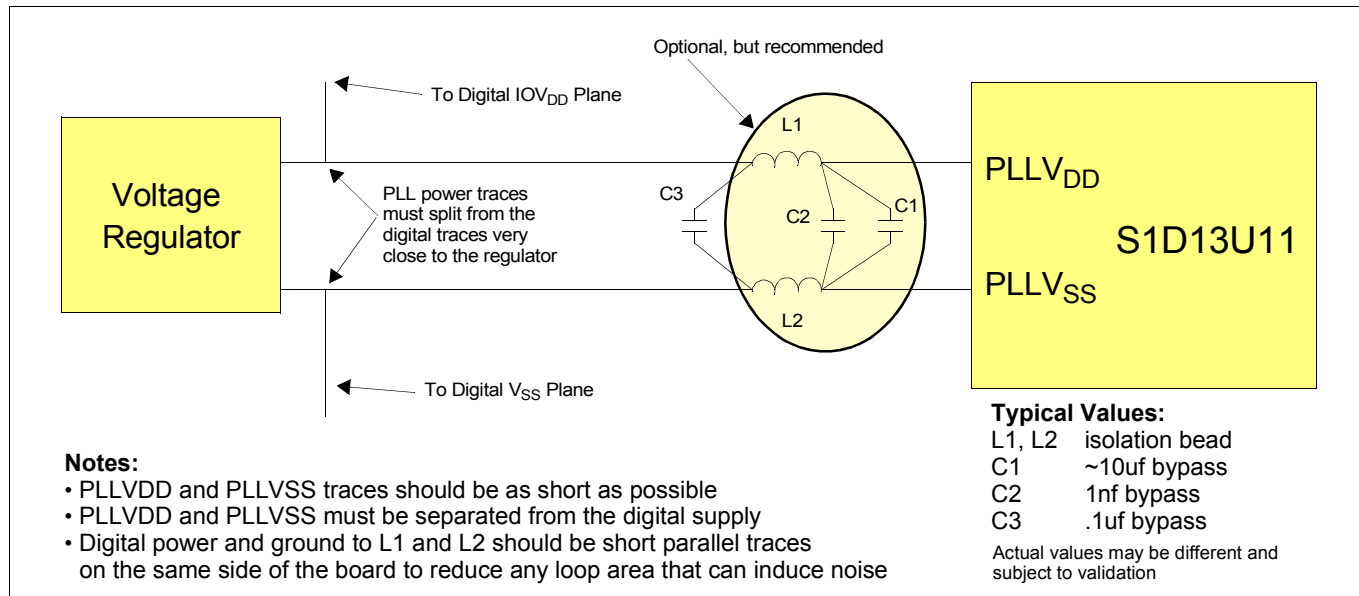 Optional, but recommended
To Digital IOVDD Plane
L1
Voltage
Regulator
PLL power traces
must split from the
digital traces very
close to the regulator
C3
C2
C1
PLLVDD
S1D13U11
PLLVSS
L2
To Digital VSS Plane
Typical Values:
L1, L2 isolation bead
C1 ~10uf bypass
C2 1nf bypass
C3 .1uf bypass
Actual values may be different and
subject to validation
Notes:
• PLLVDD and PLLVSS traces should be as short as possible
• PLLVDD and PLLVSS must be separated from the digital supply
• Digital power and ground to L1 and L2 should be short parallel traces
on the same side of the board to reduce any loop area that can induce noise